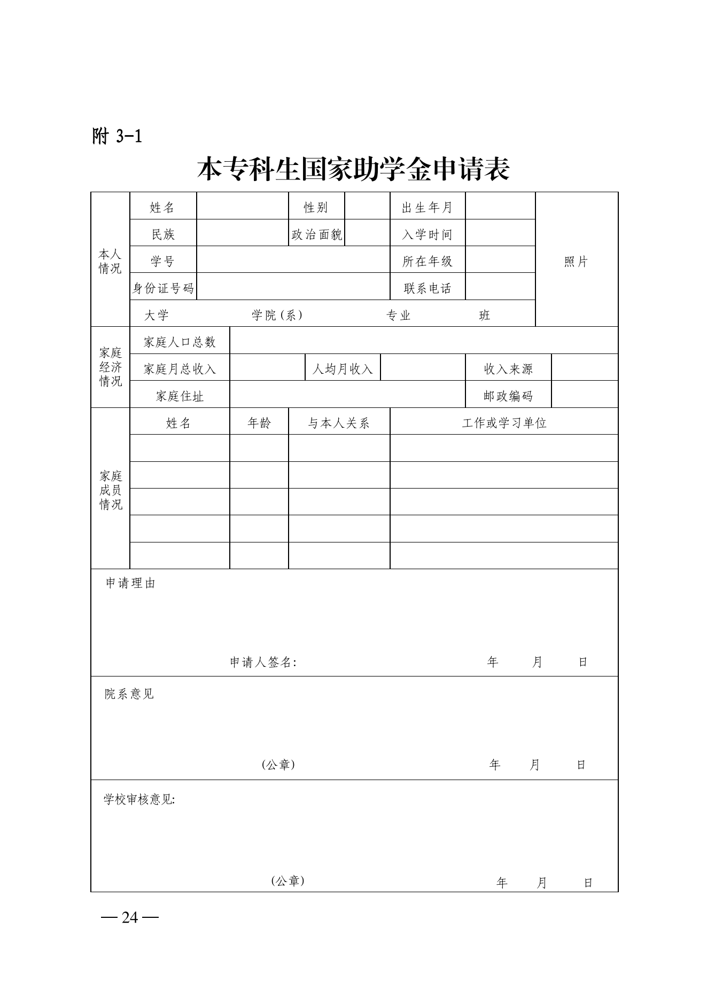 附 3-1
本专科生国家助学金申请表
本人
情况
姓名 性别 出生年月
民族 政治面貌 入学时间
学号 所在年级
照片
身份证号码 联系电话
大学 学院(系) 专业 班
家庭
经济
情况
家庭人口总数
家庭月总收入 人均月收入 收入来源
家庭住址 邮政编码
家庭
成员
情况
姓名 年龄 与本人关系 工作或学习单位
申请理由
申请人签名: 年 月 日
院系意见
(公章) 年 月 日
学校审核意见:
(公章) 年 月 日
— 24 —